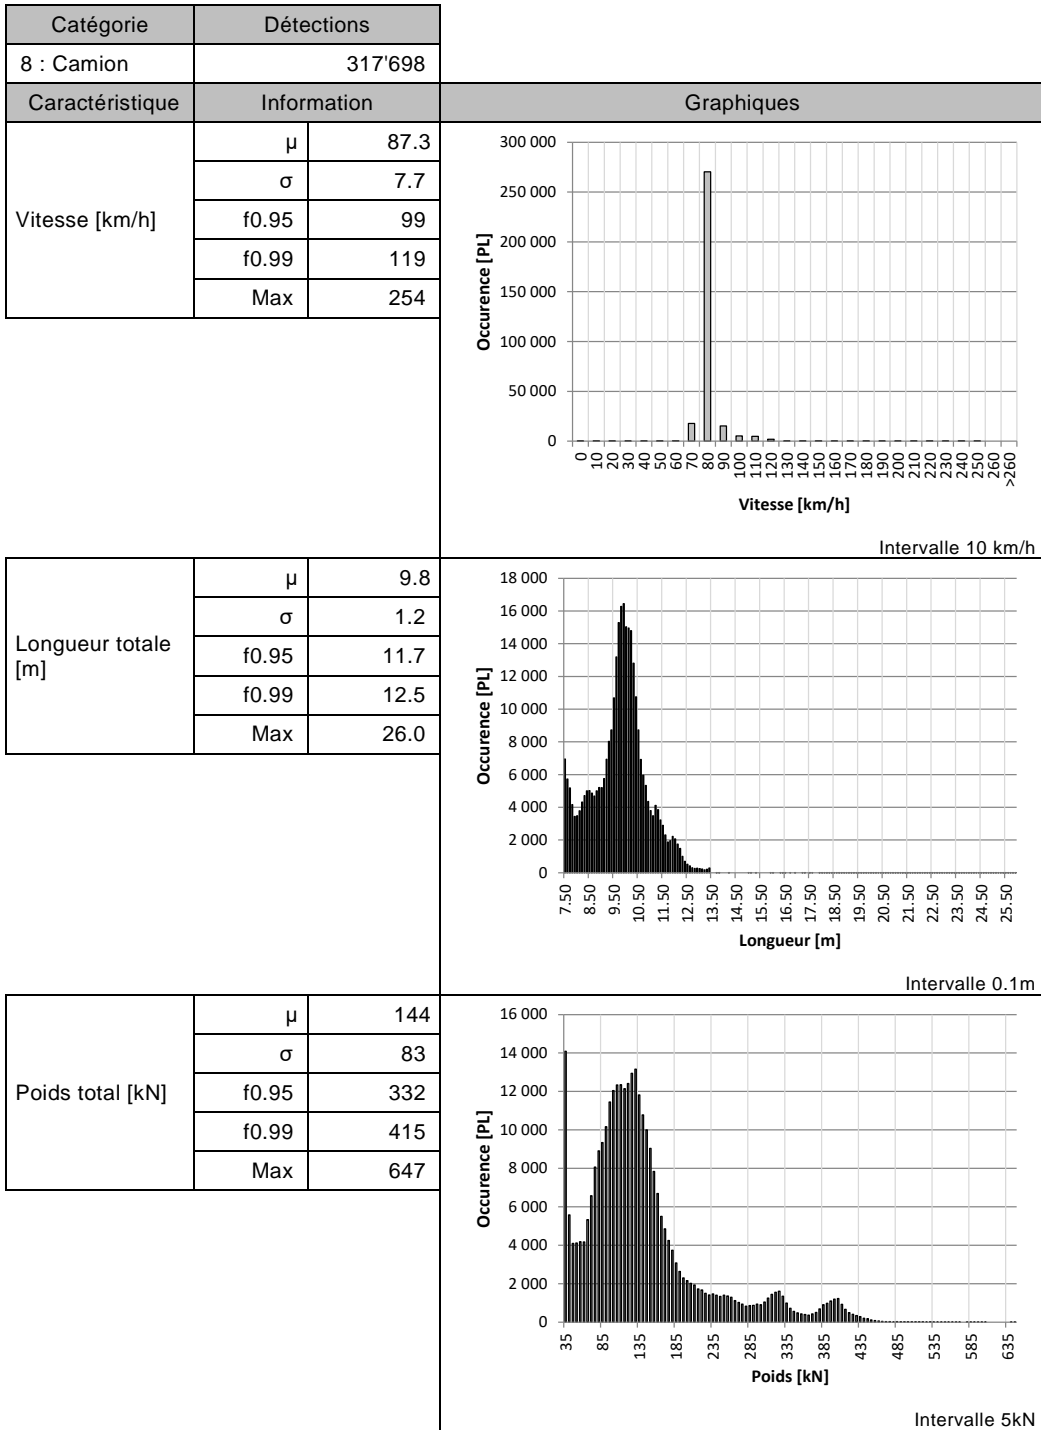 Catégorie Détections
8 : Camion 317'698
Caractéristique Information Graphiques
Vitesse [km/h]
µ 87.3
σ 7.7
f0.95 99
f0.99 119
Max 254
300 000
250 000
200 000
150 000
100 000
50 000
0
Occurence [PL]
0 10 20 30 40 50 60 70 80 90 100 110 120 130 140 150 160 170 180 190 200 210 220 230 240 250 260 >260
Vitesse [km/h]
Intervalle 10 km/h
Longueur totale
[m]
µ 9.8
σ 1.2
f0.95 11.7
f0.99 12.5
Max 26.0
18 000
16 000
14 000
12 000
10 000
8 000
6 000
4 000
2 000
0
Occurence [PL]
7.50 8.50 9.50 10.50 11.50 12.50 13.50 14.50 15.50 16.50 17.50 18.50 19.50 20.50 21.50 22.50 23.50 24.50 25.50
Longueur [m]
Intervalle 0.1m
Poids total [kN]
µ 144
σ 83
f0.95 332
f0.99 415
Max 647
16 000
14 000
12 000
10 000
8 000
6 000
4 000
2 000
0
Occurence [PL]
35 85 135 185 235 285 335 385 435 485 535 585 635
Poids [kN]
Intervalle 5kN